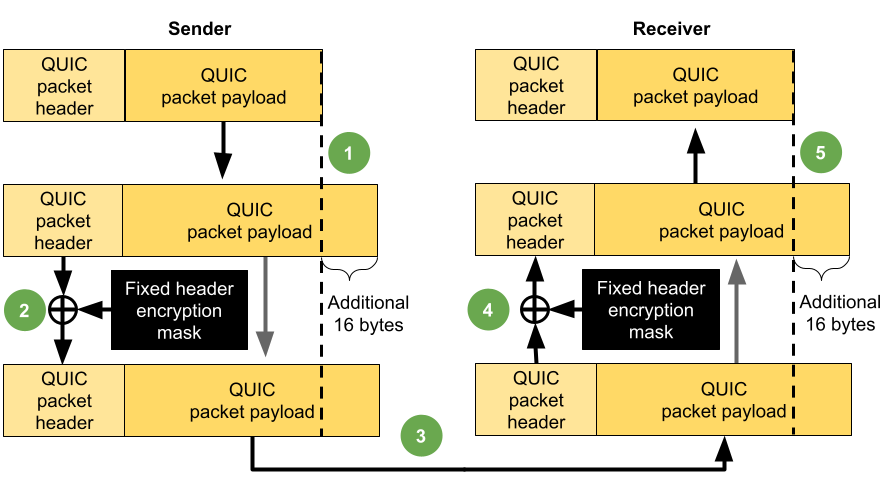 Sender
Receiver
QUIC
packet
header
QUIC
packet payload
QUIC
packet
header
QUIC
packet payload
1
5
QUIC
packet
header
QUIC
packet payload
QUIC
packet
header
QUIC
packet payload
2
Fixed header
encryption
mask
Additional
16 bytes
4
Fixed header
encryption
mask
Additional
16 bytes
QUIC
packet
header
QUIC
packet payload
3
QUIC
packet
header
QUIC
packet payload